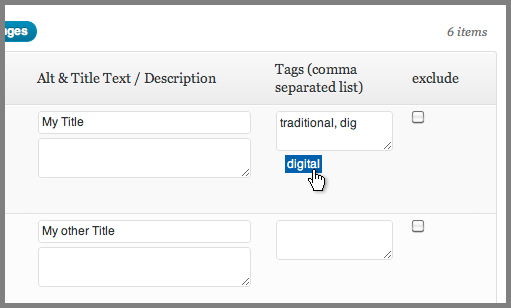 nges
6 items
Alt & Title Text / Description
Tags (comma
separated list)
exclude
My Title
traditional, dig
digital
My other Title